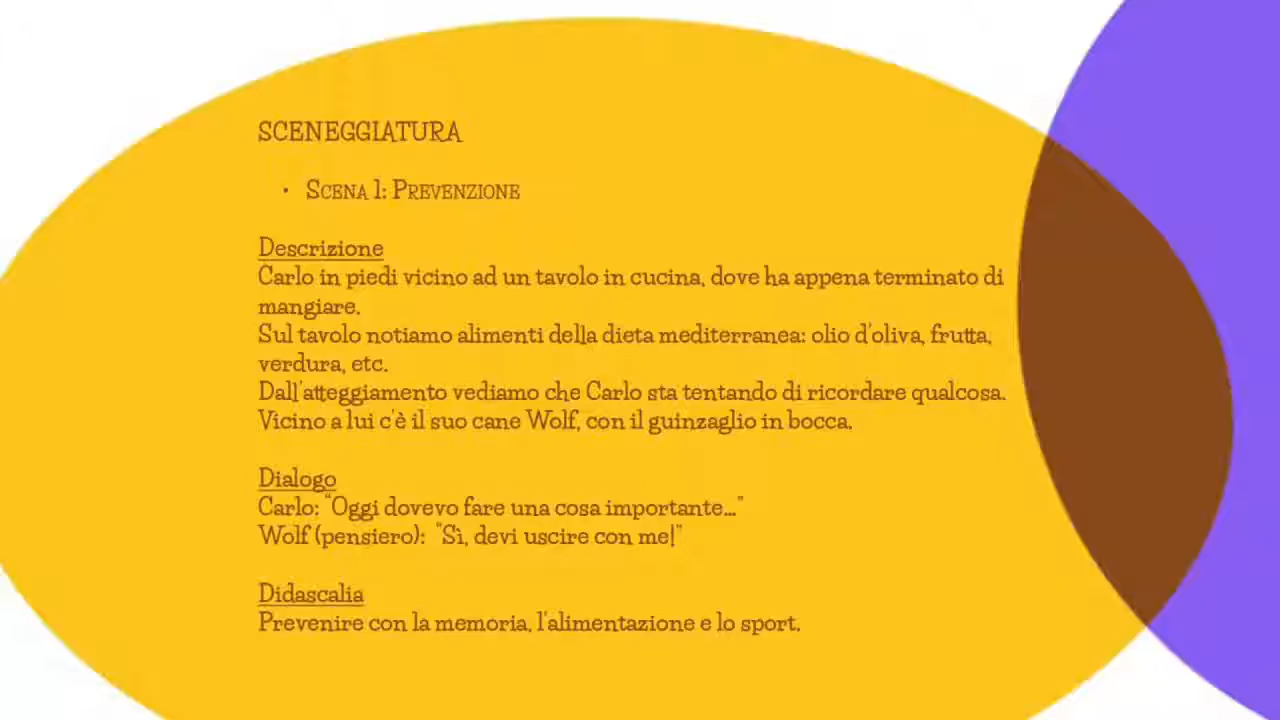 SCENEGGIATURA
• Scena 1: Prevenzione
Descrizione
Carlo in piedi vicino ad un tavolo in cucina, dove ha appena terminato di
mangiare.
Sul tavolo notiamo alimenti della dieta mediterranea: olio d'oliva, frutta,
verdura, etc.
Dall'atteggiamento vediamo che Carlo sta tentando di ricordare qualcosa.
Vicino a lui c'è il suo cane Wolf, con il guinzaglio in bocca.
Dialogo
Carlo: “Oggi dovevo fare una cosa importante…”
Wolf (pensiero): “Sì, devi uscire con me!”
Didascalia
Prevenire con la memoria, l'alimentazione e lo sport.